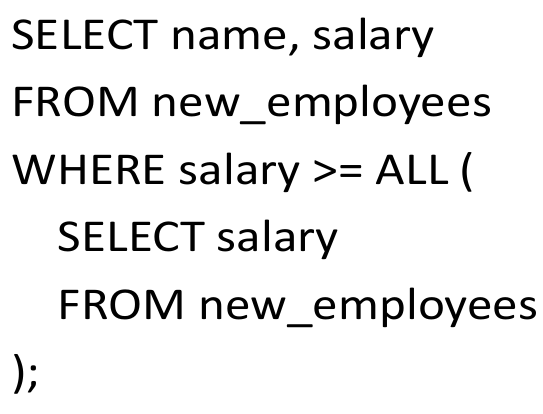 SELECT name, salary
FROM new_employees
WHERE salary >= ALL (
SELECT salary
FROM new_employees
);